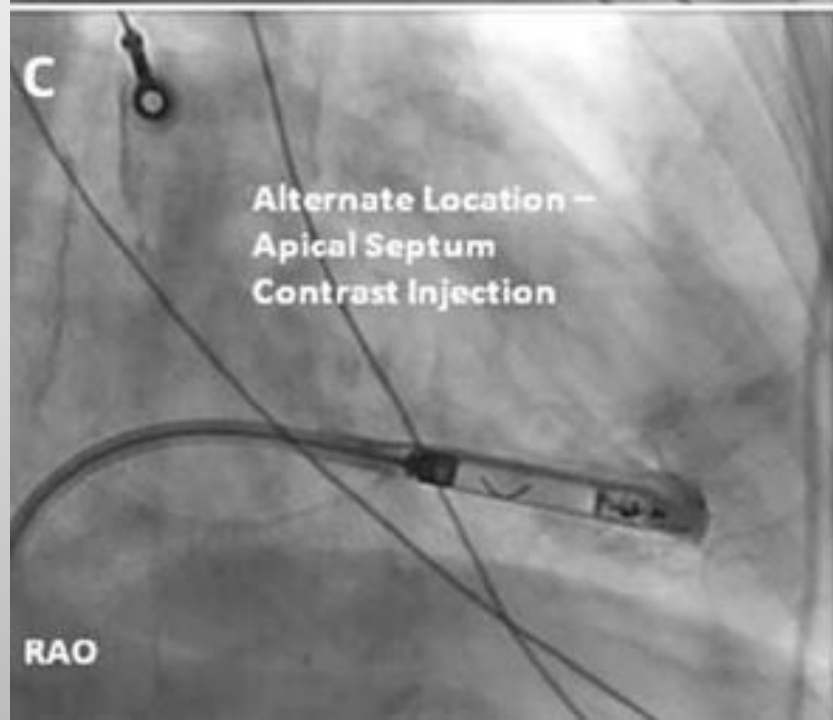 C
Alternate Location –
Apical Septum
Contrast Injection
RAO